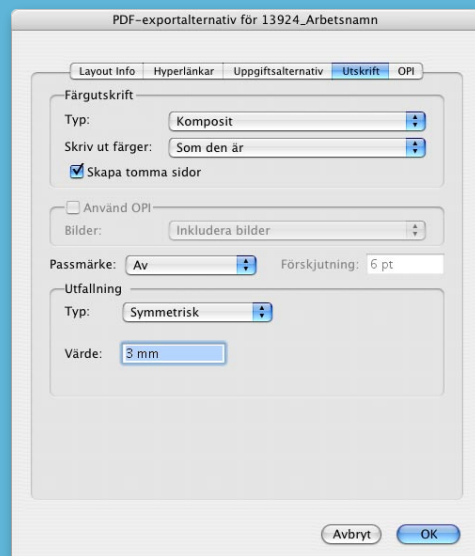 PDF-exportalternativ för 13924_Arbetsnamn
Layout Info Hyperlänkar Uppgiftsalternativ Utskrift OPI
Färgutskrift
Typ: Komposit
Skriv ut färger: Som den är
Skapa tomma sidor
Använd OPI
Bilder: Inkludera bilder
Passmärke: Av Förskjutning: 6 pt
Utfallning
Typ: Symmetrisk
Värde: 3 mm
Avbryt OK